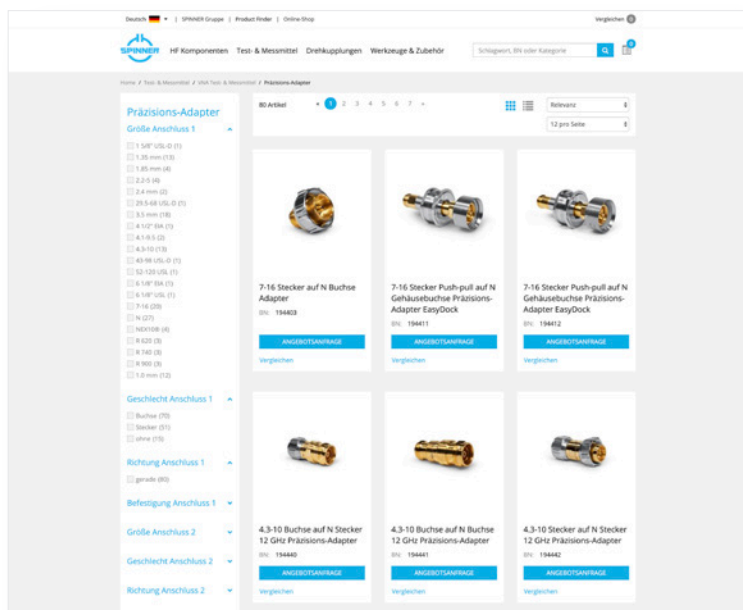 Deutsch | SPINNER Gruppe | Product Finder | Online-Shop
Vergleichen 0
SPINNER
HF Komponenten Test- & Messmittel Drehkupplungen Werkzeuge & Zubehör
Schlagwort, BN oder Kategorie
0
Home / Test- & Messmittel / VNA Test- & Messmittel / Präzisions-Adapter
Präzisions-Adapter
Größe Anschluss 1
1 5/8" USL-D (1)
1.35 mm (13)
1.85 mm (4)
2.2-5 (4)
2.4 mm (2)
29.5-68 USL-D (1)
3.5 mm (18)
4 1/2" EIA (1)
4.1-9.5 (2)
4.3-10 (13)
43-98 USL-D (1)
52-120 USL (1)
6 1/8" EIA (1)
6 1/8" USL (1)
7-16 (20)
N (27)
NEX10® (4)
R 620 (3)
R 740 (3)
R 900 (3)
1.0 mm (12)
Geschlecht Anschluss 1
Buchse (70)
Stecker (51)
ohne (15)
Richtung Anschluss 1
gerade (80)
Befestigung Anschluss 1
Größe Anschluss 2
Geschlecht Anschluss 2
Richtung Anschluss 2
80 Artikel
« 1 2 3 4 5 6 7 »
Relevanz
12 pro Seite
7-16 Stecker auf N Buchse
Adapter
BN: 194403
ANGEBOTSANFRAGE
Vergleichen
7-16 Stecker Push-pull auf N
Gehäusebuchse Präzisions-
Adapter EasyDock
BN: 194411
ANGEBOTSANFRAGE
Vergleichen
7-16 Stecker Push-pull auf N
Gehäusebuchse Präzisions-
Adapter EasyDock
BN: 194412
ANGEBOTSANFRAGE
Vergleichen
4.3-10 Buchse auf N Stecker
12 GHz Präzisions-Adapter
BN: 194440
ANGEBOTSANFRAGE
Vergleichen
4.3-10 Buchse auf N Buchse
12 GHz Präzisions-Adapter
BN: 194441
ANGEBOTSANFRAGE
Vergleichen
4.3-10 Stecker auf N Stecker
12 GHz Präzisions-Adapter
BN: 194442
ANGEBOTSANFRAGE
Vergleichen